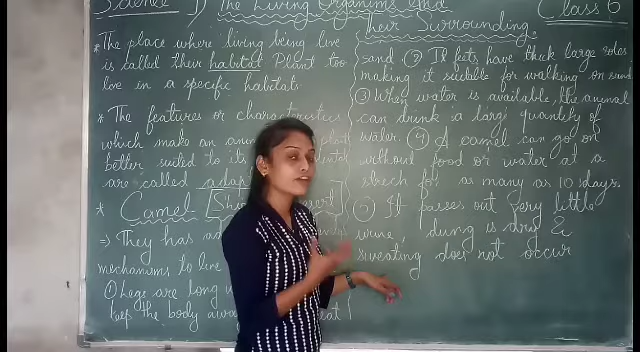 Science 1) The Living Organisms and
Their Surrounding.
Class 6
* The place where living being live
is called their habitat Plant too
live in a specific habitats
* The features or characteristics
which make an plant
better suited to its
are called
* Camel
=> They has
mechanisms to live
① Legs are long
keep the body heat
sand. ② It feets have thick large soles
making it suitable for walking on sand
③ When water is available, the animal
can drink a large quantity of
water. ④ A camel can go on
without food or water at a
strech for as many as 10 days.
⑤ It passes out very little
urine dung is dry &
sweating does not occur